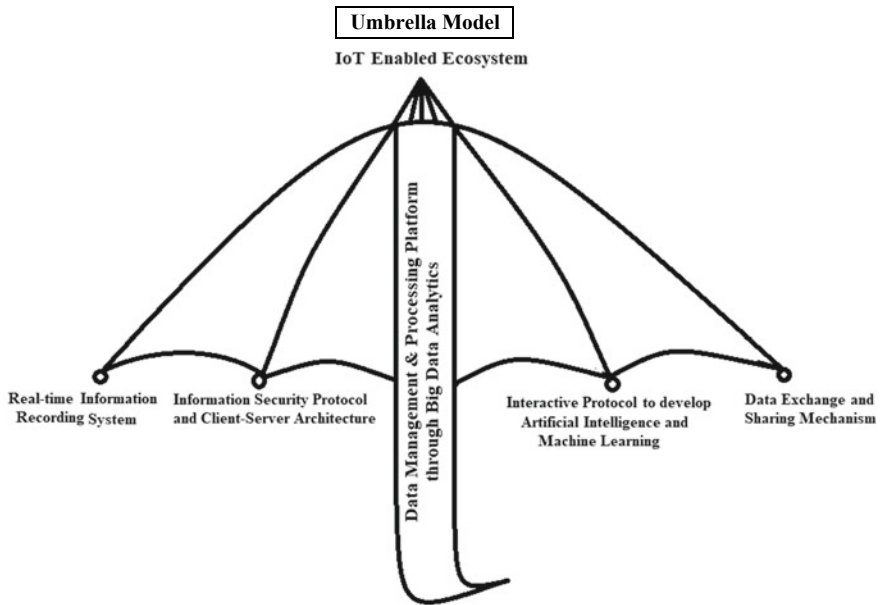 Umbrella Model
IoT Enabled Ecosystem
Data Management & Processing Platform
through Big Data Analytics
Real-time Information
Recording System
Information Security Protocol
and Client-Server Architecture
Interactive Protocol to develop
Artificial Intelligence and
Machine Learning
Data Exchange and
Sharing Mechanism